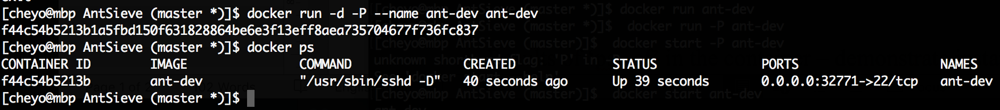 [cheyo@mbp AntSieve (master *)]$ docker run -d -P --name ant-dev ant-dev
f44c54b5213b1a5fbd150f631828864be6e3f13eff8aea735704677f736fc837
[cheyo@mbp AntSieve (master *)]$ docker ps
CONTAINER ID IMAGE COMMAND CREATED STATUS PORTS NAMES
f44c54b5213b ant-dev "/usr/sbin/sshd -D" 40 seconds ago Up 39 seconds 0.0.0.0:32771->22/tcp ant-dev
[cheyo@mbp AntSieve (master *)]$